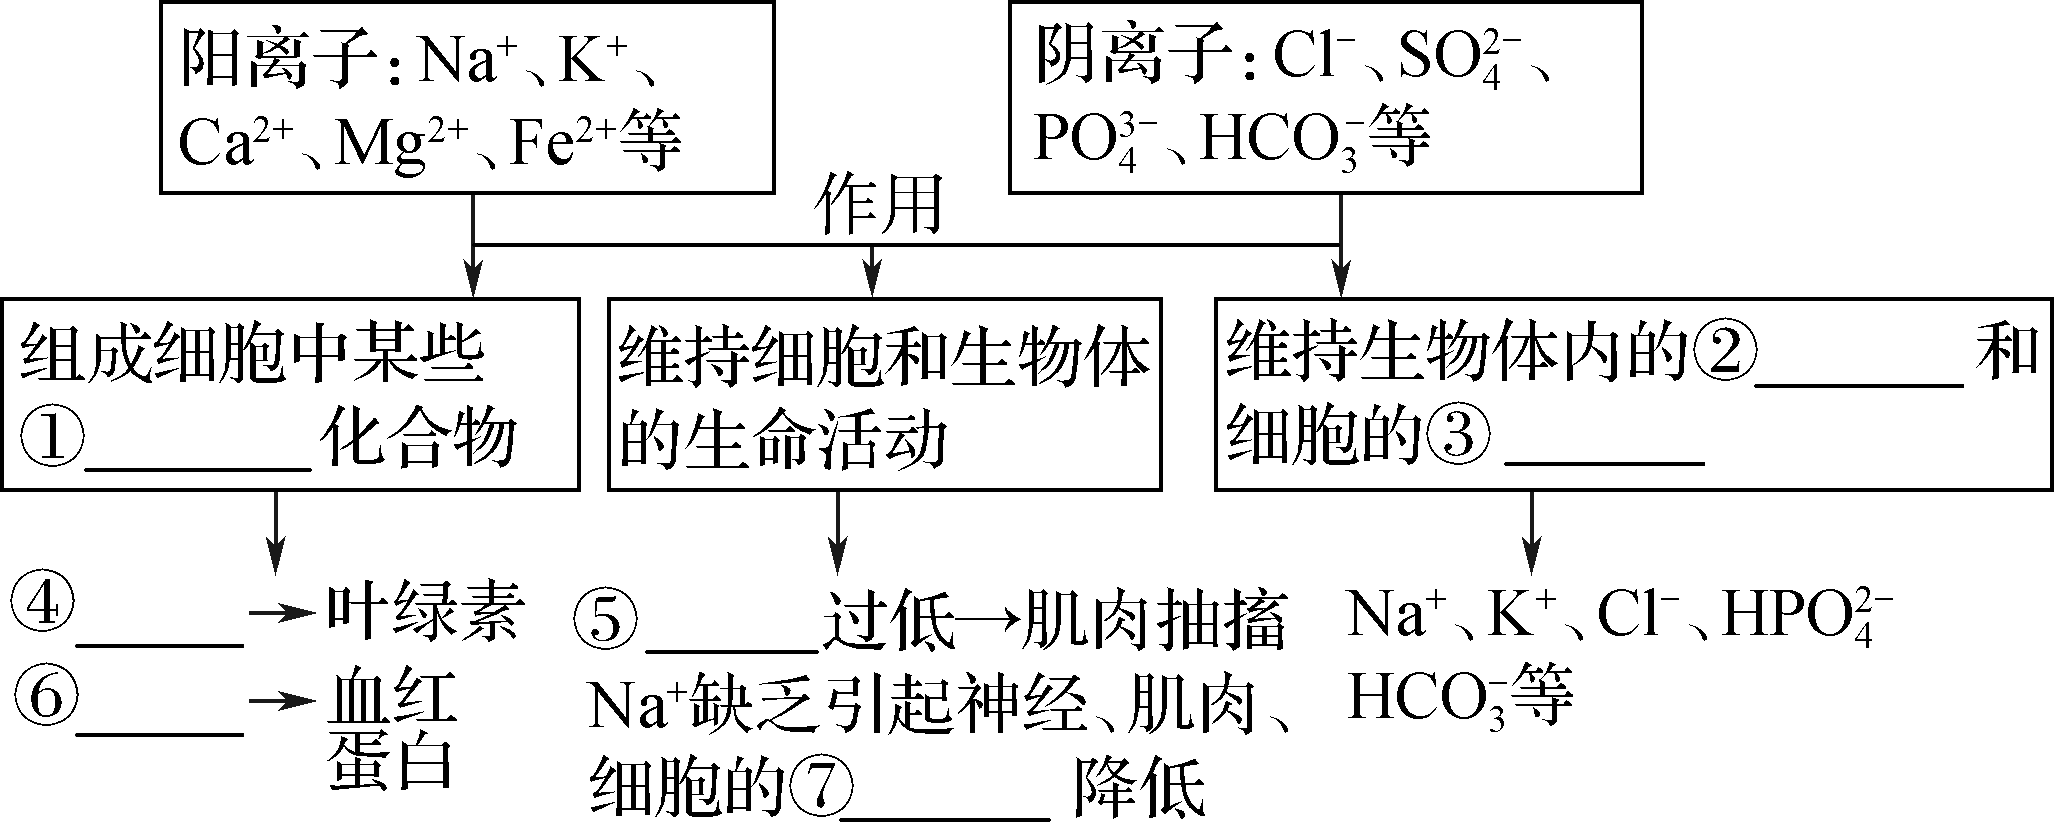 阳离子：Na⁺、K⁺、
Ca²⁺、Mg²⁺、Fe²⁺等
阴离子：Cl⁻、SO₄²⁻、
PO₄³⁻、HCO₃⁻等
作用
组成细胞中某些
①______化合物
维持细胞和生物体
的生命活动
维持生物体内的②______和
细胞的③______
④______→叶绿素
⑥______→血红
蛋白
⑤______过低→肌肉抽搐
Na⁺缺乏引起神经、肌肉、
细胞的⑦______降低
Na⁺、K⁺、Cl⁻、HPO₄²⁻
HCO₃⁻等